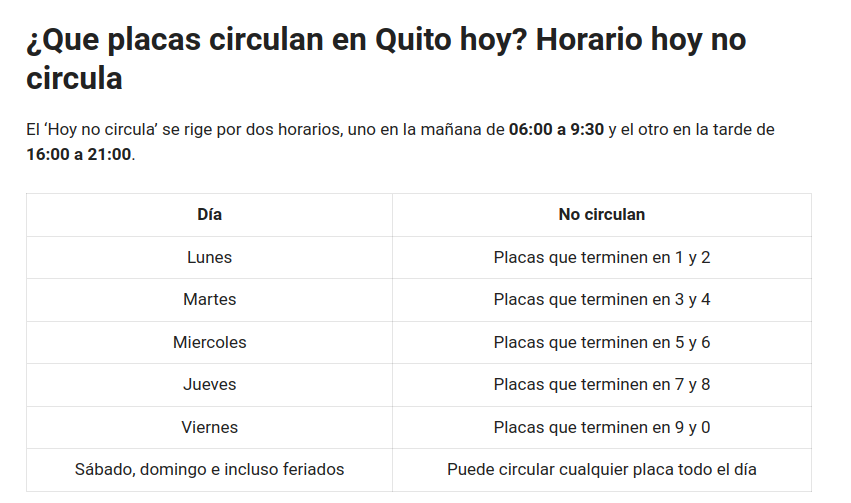 ¿Que placas circulan en Quito hoy? Horario hoy no
circula
El ‘Hoy no circula’ se rige por dos horarios, uno en la mañana de 06:00 a 9:30 y el otro en la tarde de
16:00 a 21:00.
Día No circulan
Lunes Placas que terminen en 1 y 2
Martes Placas que terminen en 3 y 4
Miercoles Placas que terminen en 5 y 6
Jueves Placas que terminen en 7 y 8
Viernes Placas que terminen en 9 y 0
Sábado, domingo e incluso feriados Puede circular cualquier placa todo el día